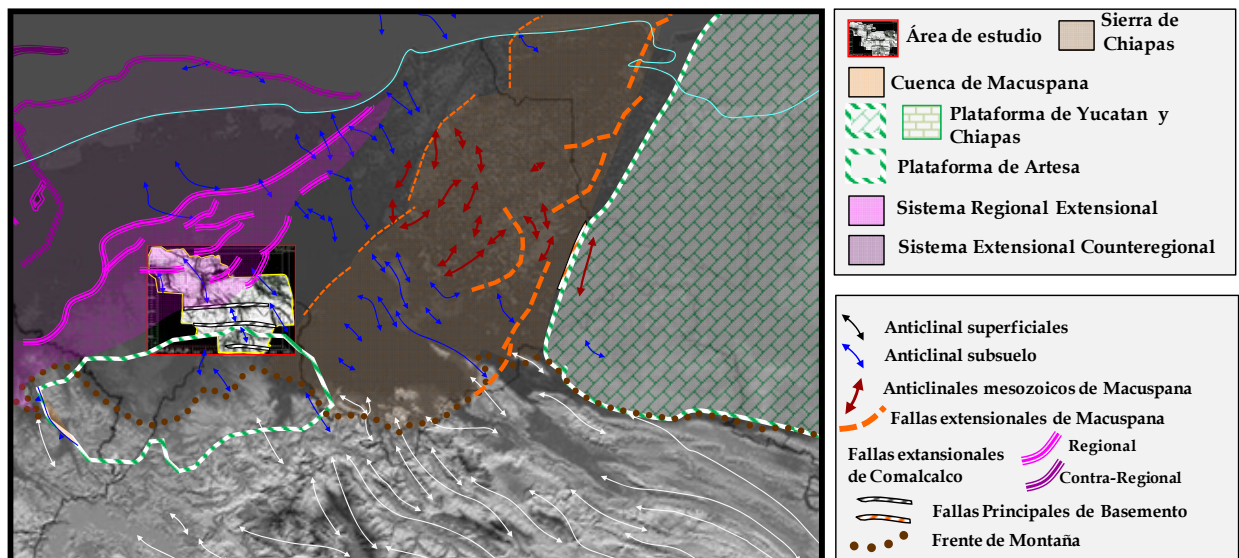 Área de estudio
Sierra de
Chiapas
Cuenca de Macuspana
Plataforma de Yucatan y
Chiapas
Plataforma de Artesa
Sistema Regional Extensional
Sistema Extensional Counteregional
Anticlinal superficiales
Anticlinal subsuelo
Anticlinales mesozoicos de Macuspana
Fallas extensionales de Macuspana
Fallas extansionales
de Comalcalco
Regional
Contra-Regional
Fallas Principales de Basemento
Frente de Montaña